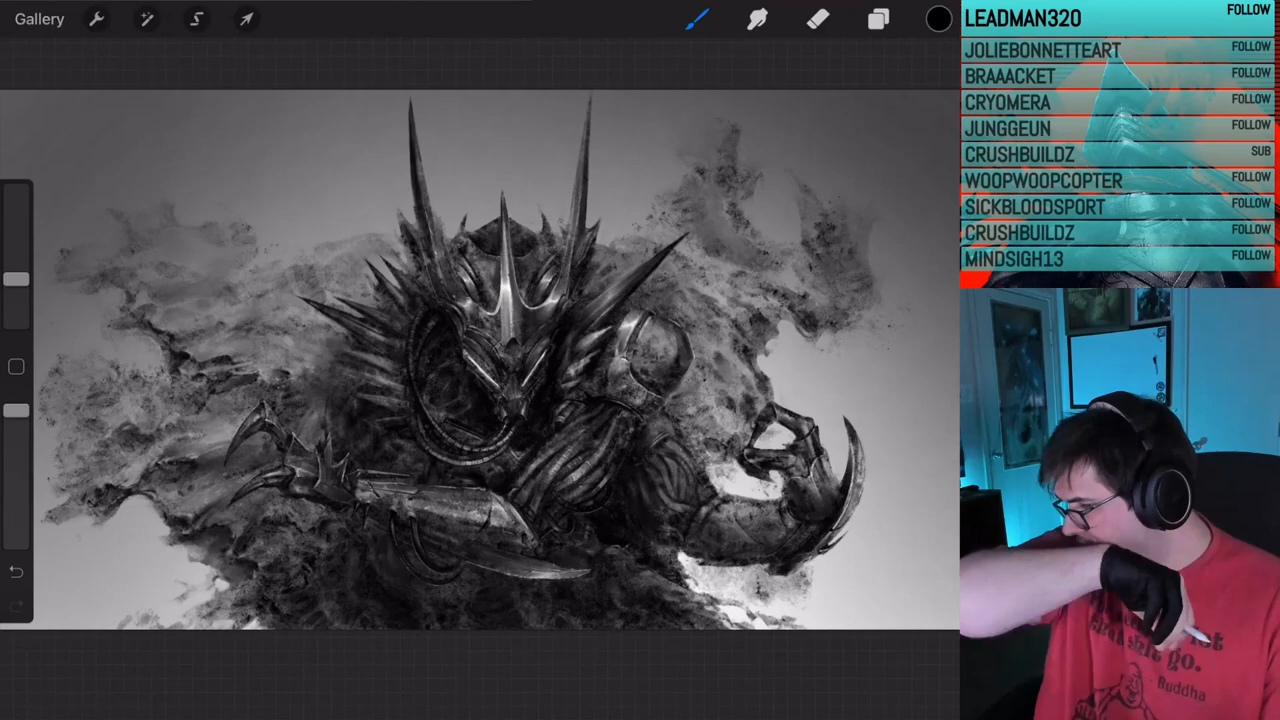 Gallery
LEADMAN320 FOLLOW
JOLIEBONNETTEART FOLLOW
BRAAACKET FOLLOW
CRYOMERA FOLLOW
JUNGGEUN FOLLOW
CRUSHBUILDZ SUB
WOOPWOOPCOPTER FOLLOW
SICKBLOODSPORT FOLLOW
CRUSHBUILDZ FOLLOW
MINDSIGH13 FOLLOW
go.
Buddha